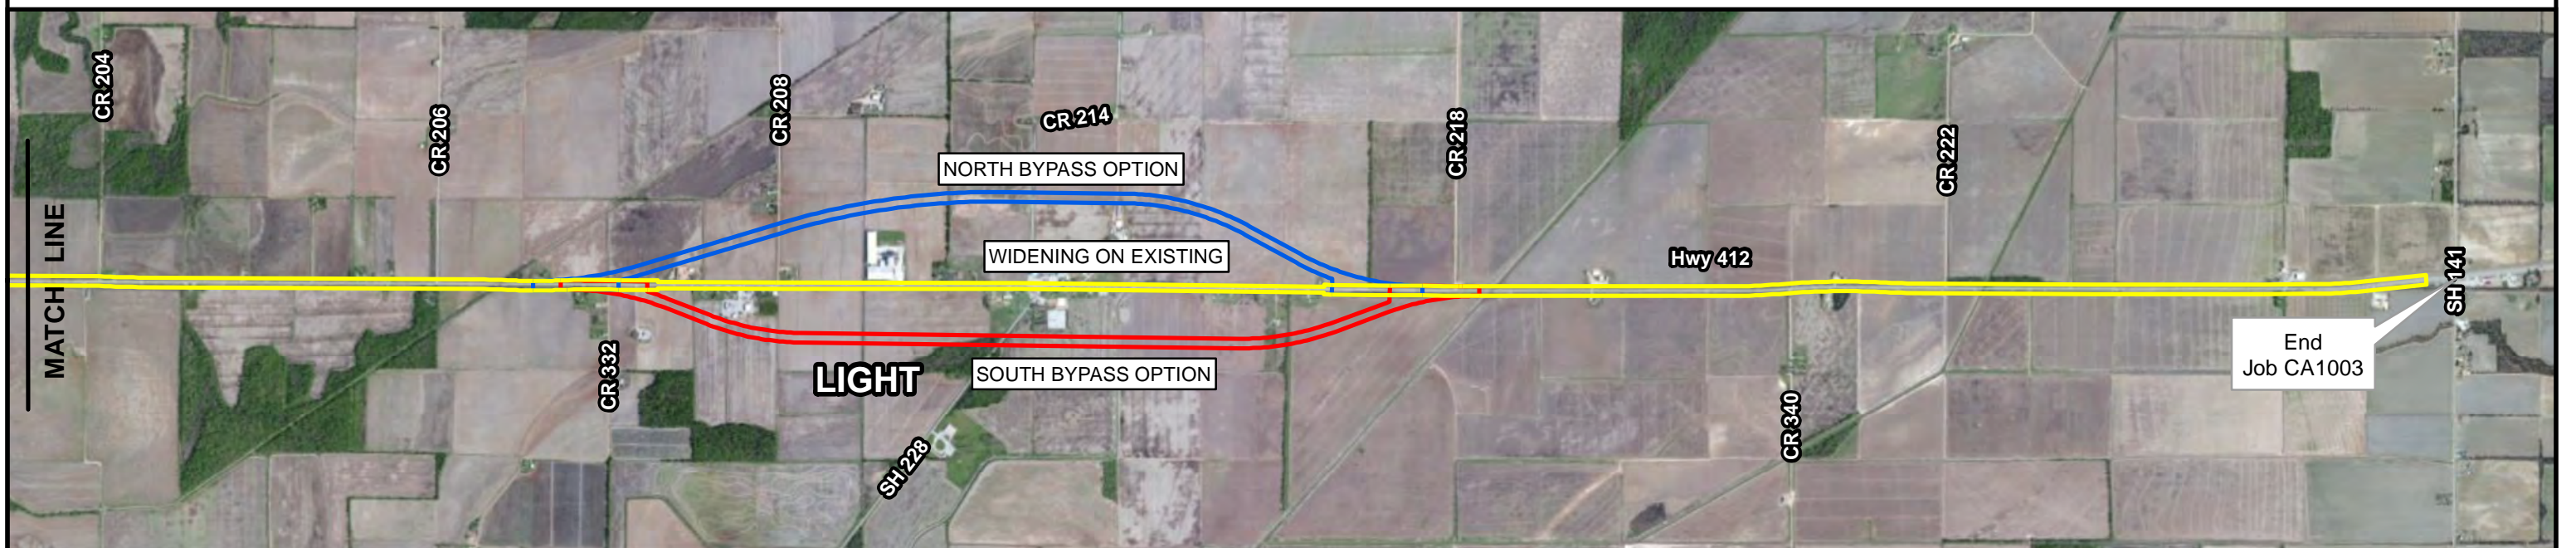 CR 204
CR 206
CR 208
CR 214
CR 218
CR 222
NORTH BYPASS OPTION
MATCH LINE
WIDENING ON EXISTING
Hwy 412
SH 141
CR 332
LIGHT
SOUTH BYPASS OPTION
End
Job CA1003
CR 340
SH 228